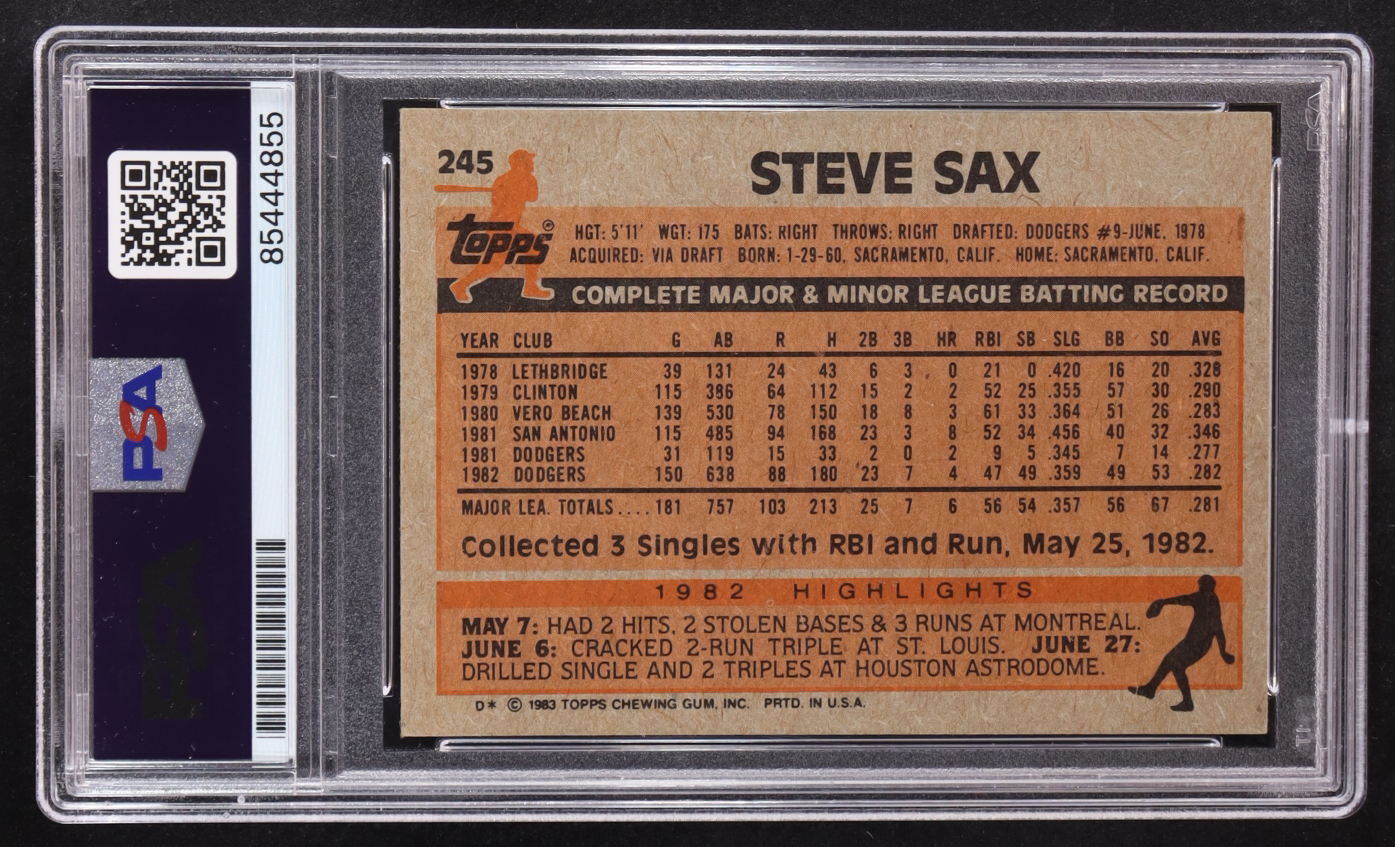 85444855
PSA
PSA
245
STEVE SAX
topps®
HGT: 5'11' WGT: 175 BATS: RIGHT THROWS: RIGHT DRAFTED: DODGERS #9-JUNE, 1978
ACQUIRED: VIA DRAFT BORN: 1-29-60, SACRAMENTO, CALIF. HOME: SACRAMENTO, CALIF.
COMPLETE MAJOR & MINOR LEAGUE BATTING RECORD
YEAR CLUB G AB R H 2B 3B HR RBI SB SLG BB SO AVG
1978 LETHBRIDGE 39 131 24 43 6 3 0 21 0 .420 16 20 .328
1979 CLINTON 115 386 64 112 15 2 2 52 25 .355 57 30 .290
1980 VERO BEACH 139 530 78 150 18 8 3 61 33 .364 51 26 .283
1981 SAN ANTONIO 115 485 94 168 23 3 8 52 34 .456 40 32 .346
1981 DODGERS 31 119 15 33 2 0 2 9 5 .345 7 14 .277
1982 DODGERS 150 638 88 180 23 7 4 47 49 .359 49 53 .282
MAJOR LEA. TOTALS....181 757 103 213 25 7 6 56 54 .357 56 67 .281
Collected 3 Singles with RBI and Run, May 25, 1982.
1982 HIGHLIGHTS
MAY 7: HAD 2 HITS, 2 STOLEN BASES & 3 RUNS AT MONTREAL.
JUNE 6: CRACKED 2-RUN TRIPLE AT ST. LOUIS. JUNE 27:
DRILLED SINGLE AND 2 TRIPLES AT HOUSTON ASTRODOME.
D* © 1983 TOPPS CHEWING GUM, INC. PRTD. IN U.S.A.
PSA